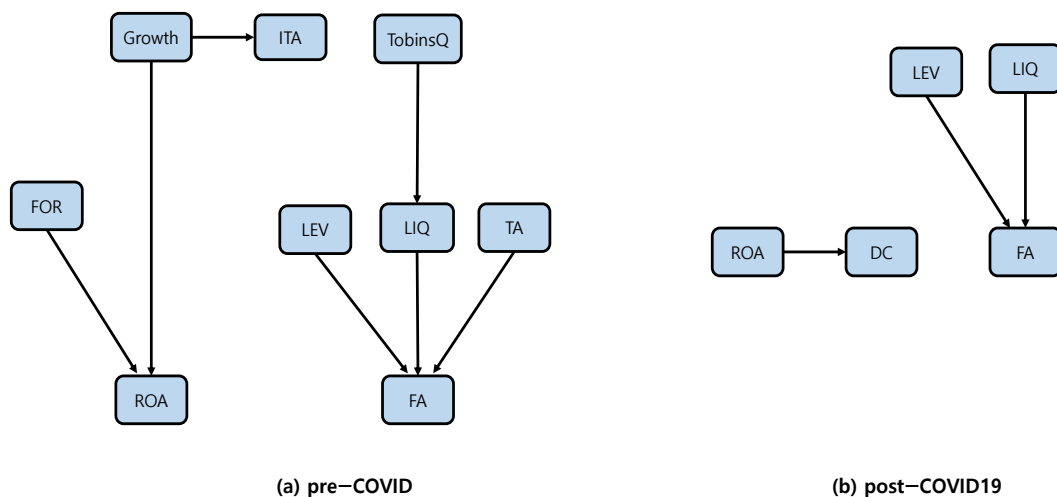 Growth
ITA
TobinsQ
FOR
LEV
LIQ
TA
ROA
FA
(a) pre−COVID
LEV
LIQ
ROA
DC
FA
(b) post−COVID19